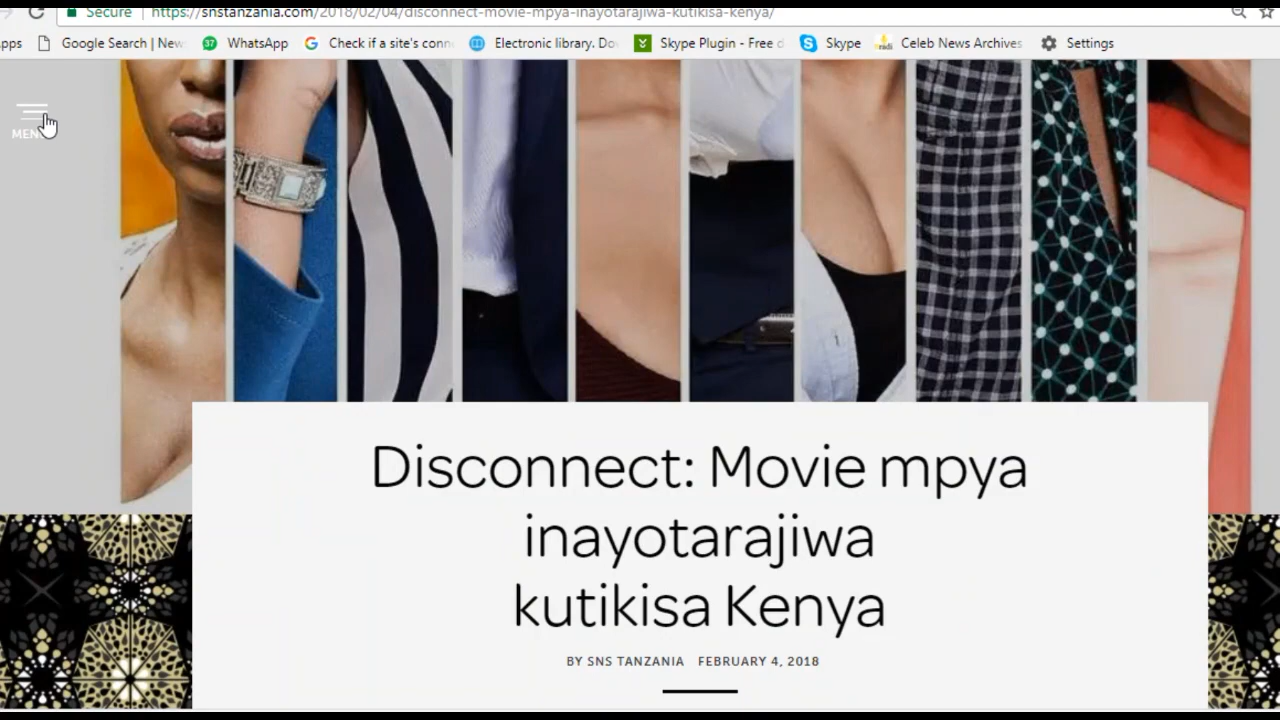 Secure https://snstanzania.com/2018/02/04/disconnect-movie-mpya-inayotarajiwa-kutikisa-kenya/
pps Google Search | New WhatsApp Check if a site's conn Electronic library. Do Skype Plugin - Free d Skype Celeb News Archives Settings
MEN
Disconnect: Movie mpya
inayotarajiwa
kutikisa Kenya
BY SNS TANZANIA FEBRUARY 4, 2018